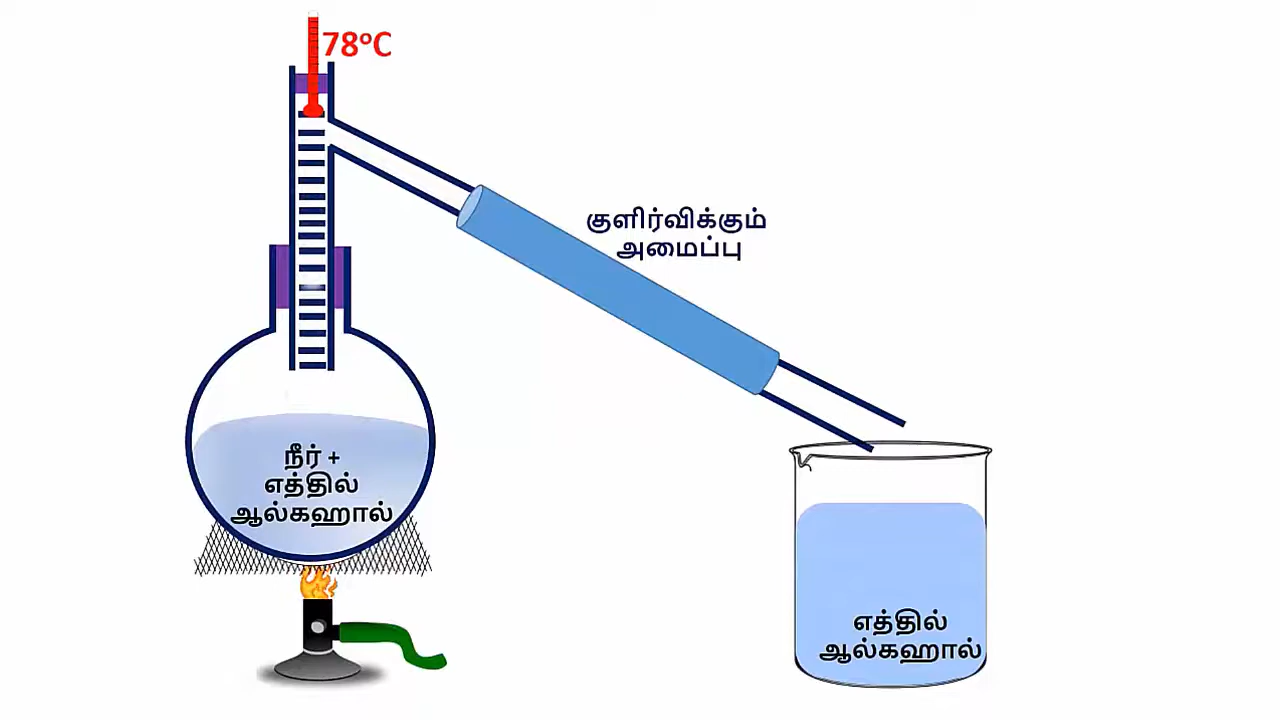 78°C
குளிர்விக்கும்
அமைப்பு
நீர் +
எத்தில்
ஆல்கஹால்
எத்தில்
ஆல்கஹால்